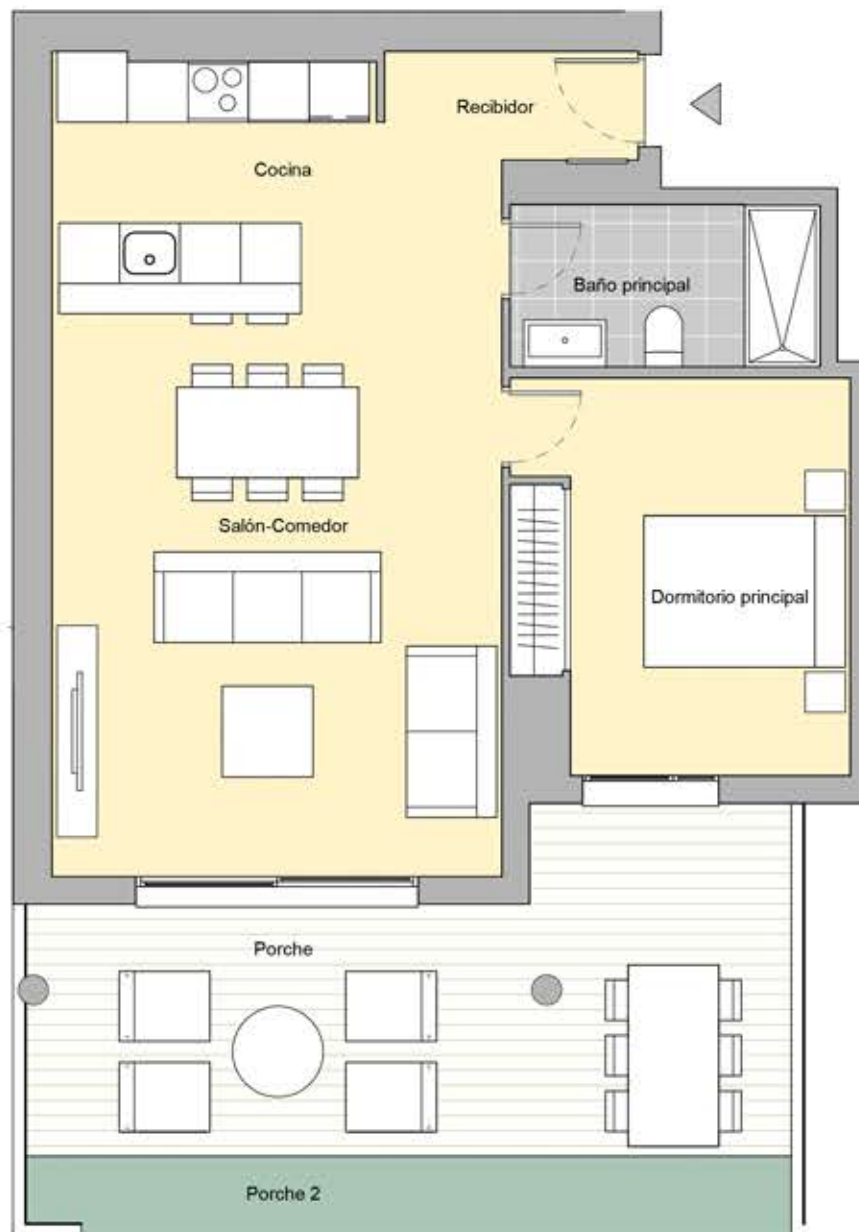 Recibidor
Cocina
Baño principal
Salón-Comedor
Dormitorio principal
Porche
Porche 2